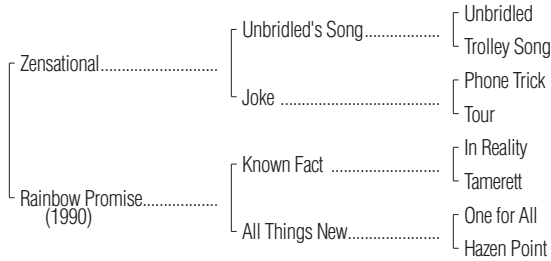 Unbridled
Unbridled's Song..................
Trolley Song
Zensational............................
Phone Trick
Joke ......................................
Tour
In Reality
Known Fact ..........................
Tamerett
Rainbow Promise..................
(1990)
One for All
All Things New......................
Hazen Point